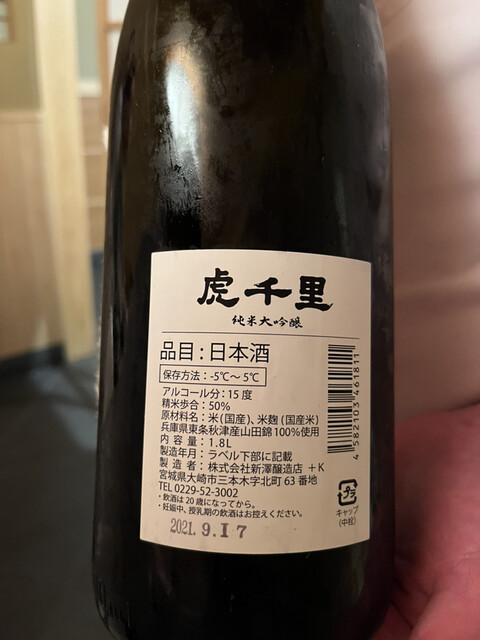 虎千里
純米大吟醸
品目：日本酒
保存方法：-5℃～5℃
アルコール分：15度
精米歩合：50%
原材料名：米（国産）、米麹（国産米）
兵庫県東条秋津産山田錦100%使用
内容量：1.8L
製造年月：ラベル下部に記載
製造者：株式会社新澤醸造店 +K
宮城県大崎市三本木字北町63番地
TEL 0229-52-3002
・飲酒は20歳になってから。
・妊娠中、授乳期の飲酒はお控えください。
2021. 9.17
4582103461811
プラ
キャップ
(中栓)